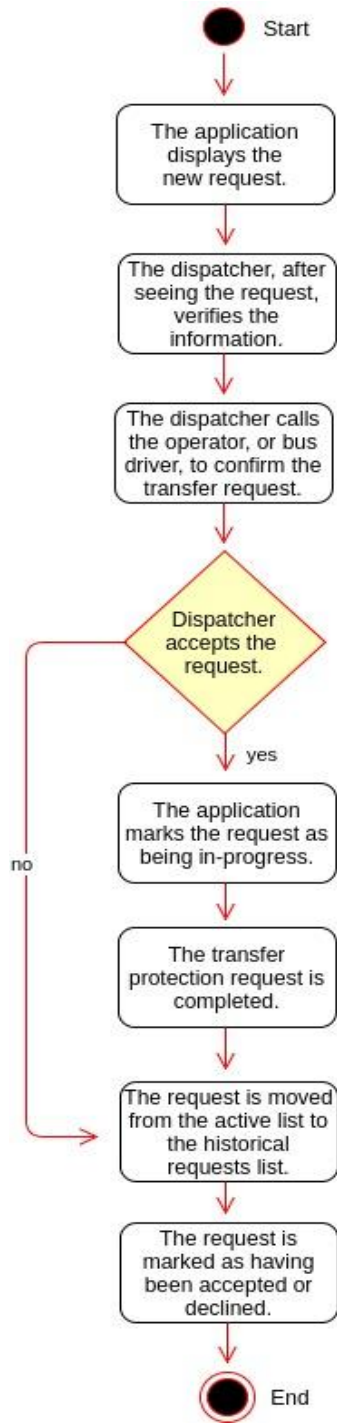 Start
The application
displays the
new request.
The dispatcher, after
seeing the request,
verifies the
information.
The dispatcher calls
the operator, or bus
driver, to confirm the
transfer request.
Dispatcher
accepts the
request.
yes
The application
marks the request as
being in-progress.
no
The transfer
protection request is
completed.
The request is moved
from the active list to
the historical
requests list.
The request is
marked as having
been accepted or
declined.
End